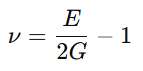 ν = E/2G − 1